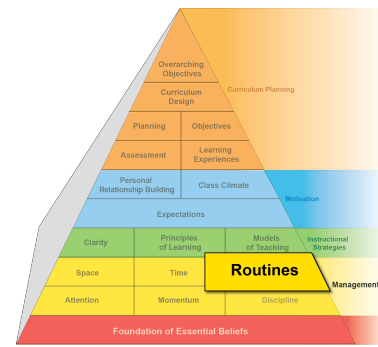 Overarching
Objectives
Curriculum Planning
Curriculum
Design
Planning
Objectives
Assessment
Learning
Experiences
Personal
Relationship Building
Class Climate
Motivation
Expectations
Clarity
Principles
of Learning
Models
of Teaching
Instructional
Strategies
Space
Time
Routines
Management
Attention
Momentum
Discipline
Foundation of Essential Beliefs